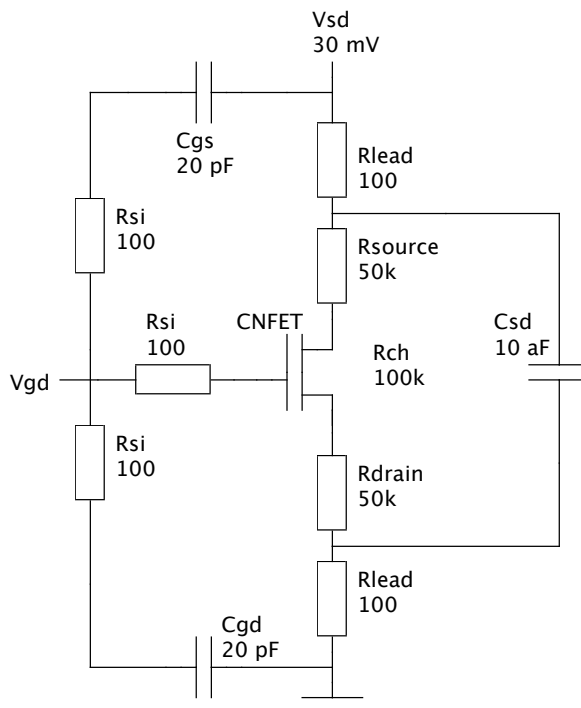 Vsd
30 mV
Cgs
20 pF
Rlead
100
Rsi
100
Rsource
50k
Rsi
100
CNFET
Csd
10 aF
Rch
100k
Vgd
Rsi
100
Rdrain
50k
Rlead
100
Cgd
20 pF